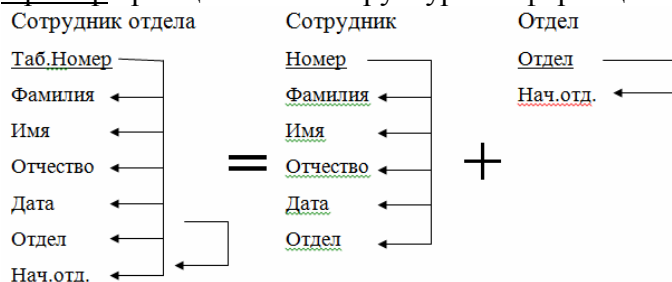 Сотрудник отдела
Таб.Номер
Фамилия
Имя
Отчество
Дата
Отдел
Нач.отд.
=
Сотрудник
Номер
Фамилия
Имя
Отчество
Дата
Отдел
+
Отдел
Отдел
Нач.отд.